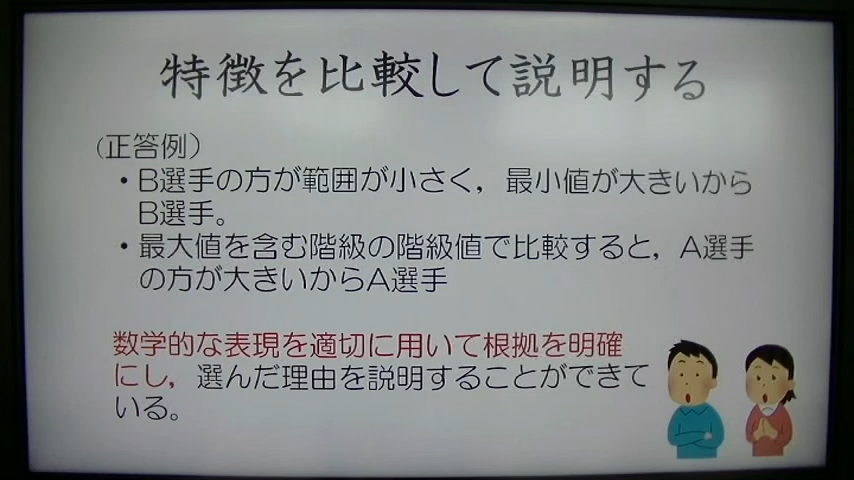 特徴を比較して説明する
(正答例）
・B選手の方が範囲が小さく，最小値が大きいから
B選手。
・最大値を含む階級の階級値で比較すると，A選手
の方が大きいからA選手
数学的な表現を適切に用いて根拠を明確
にし，選んだ理由を説明することができて
いる。